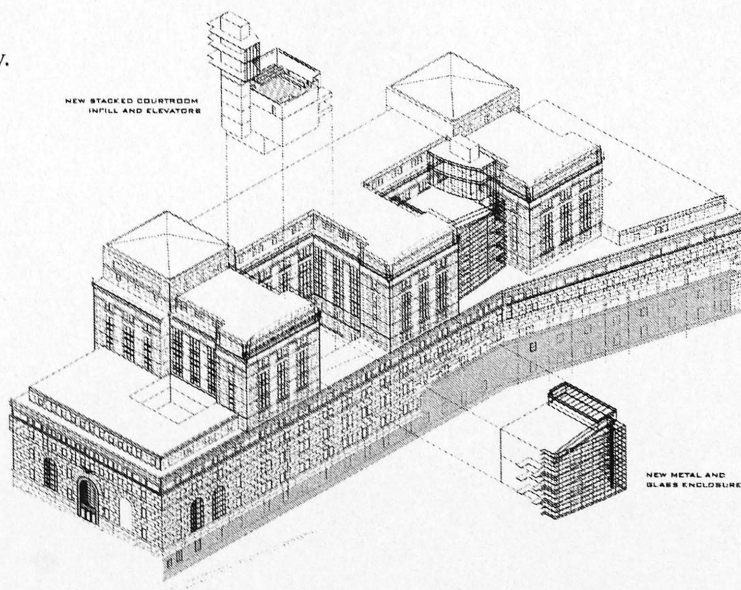 y.
NEW STACKED COURTROOM
INFILL AND ELEVATORS
NEW METAL AND
GLASS ENCLOSURE